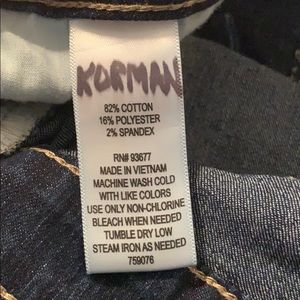 KORMAN
82% COTTON
16% POLYESTER
2% SPANDEX
RN# 93677
MADE IN VIETNAM
MACHINE WASH COLD
WITH LIKE COLORS
USE ONLY NON-CHLORINE
BLEACH WHEN NEEDED
TUMBLE DRY LOW
STEAM IRON AS NEEDED
759076